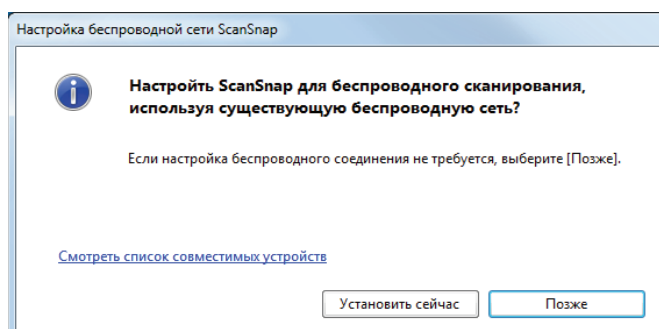 Настройка беспроводной сети ScanSnap
Настройть ScanSnap для беспроводного сканирования,
используя существующую беспроводную сеть?
Если настройка беспроводного соединения не требуется, выберите [Позже].
Смотреть список совместимых устройств
Установить сейчас
Позже